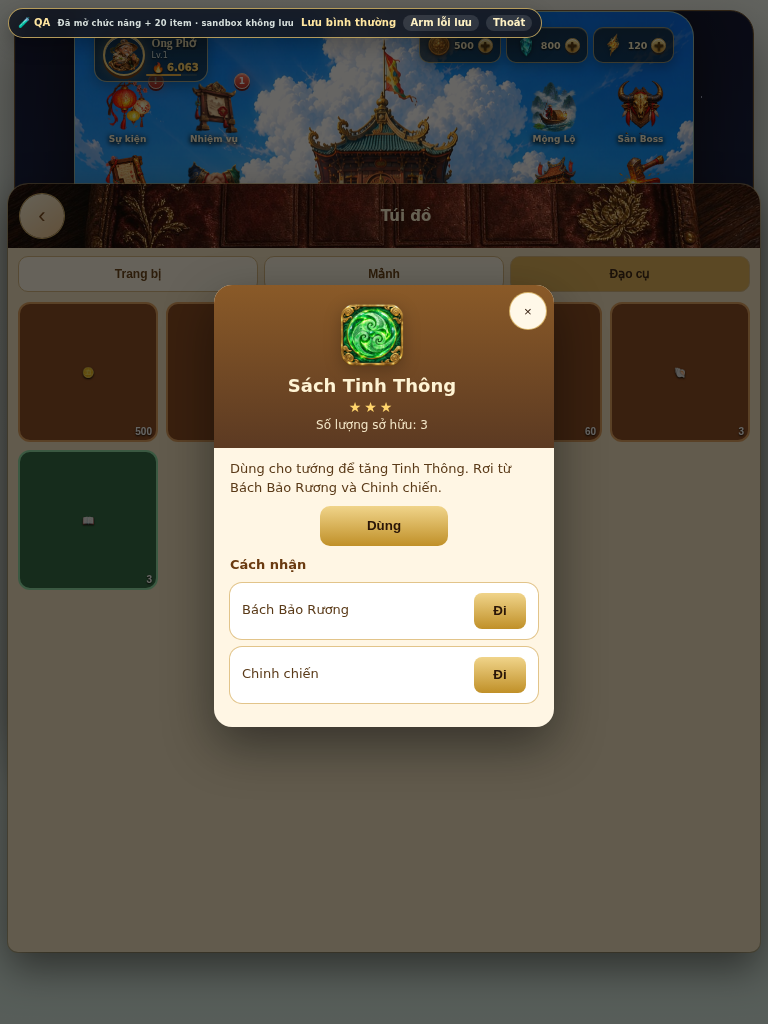 🧪 QA Đã mở chức năng + 20 item · sandbox không lưu Lưu bình thường Arm lỗi lưu Thoát
Ông Phở
Lv.1
6.063
500
800
120
1
Sự kiện
Nhiệm vụ
Mộng Lộ
Săn Boss
‹
Túi đồ
Trang bị
Mảnh
Đạo cụ
×
Sách Tinh Thông
★ ★ ★
Số lượng sở hữu: 3
500
60
3
Dùng cho tướng để tăng Tinh Thông. Rơi từ
Bách Bảo Rương và Chinh chiến.
Dùng
Cách nhận
3
Bách Bảo Rương
Đi
Chinh chiến
Đi